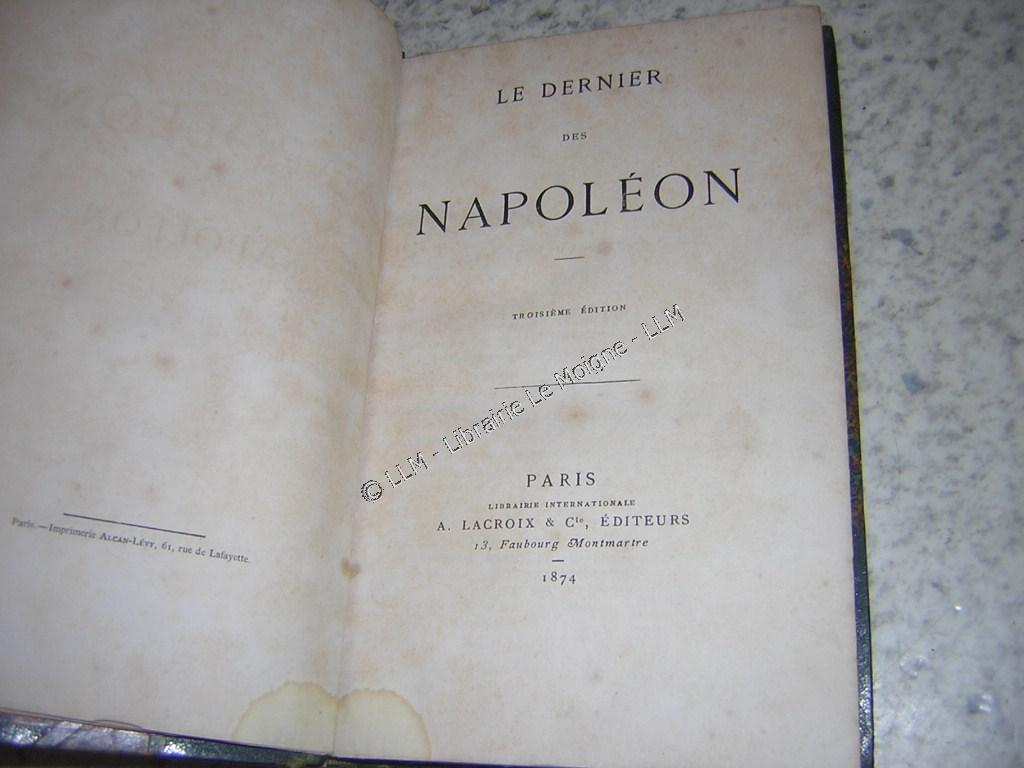 Paris. — Imprimerie ALCAN-LÉVY, 61, rue de Lafayette.
LE DERNIER
DES
NAPOLÉON
TROISIÈME ÉDITION
© LLM - Librairie Le Moigne - LLM
PARIS
LIBRAIRIE INTERNATIONALE
A. LACROIX & Cie, ÉDITEURS
13, Faubourg Montmartre
1874